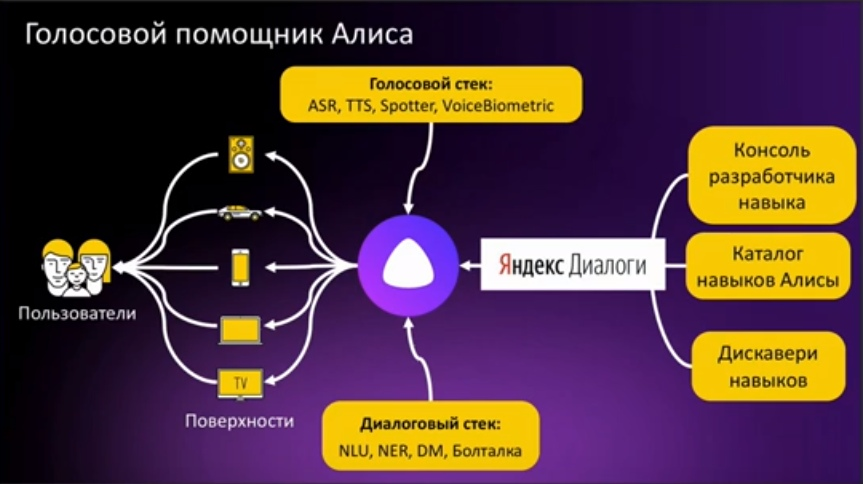 Голосовой помощник Алиса
Голосовой стек:
ASR, TTS, Spotter, VoiceBiometric
Консоль
разработчика
навыка
Яндекс Диалоги
Каталог
навыков Алисы
Пользователи
Дискавери
навыков
TV
Поверхности
Диалоговый стек:
NLU, NER, DM, Болталка